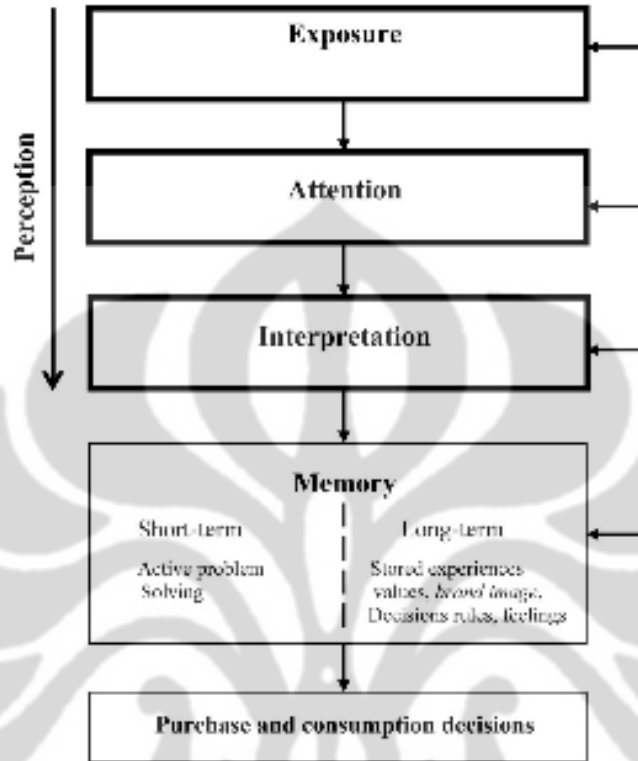 Exposure
Perception
Attention
Interpretation
Memory
Short-term
Long-term
Active problem
Solving
Stored experiences
values, brand image.
Decisions rules, feelings
Purchase and consumption decisions